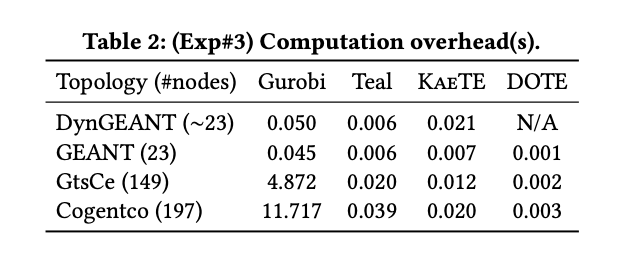 Table 2: (Exp#3) Computation overhead(s).
Topology (#nodes) Gurobi Teal KAETE DOTE
DynGEANT (~23) 0.050 0.006 0.021 N/A
GEANT (23) 0.045 0.006 0.007 0.001
GtsCe (149) 4.872 0.020 0.012 0.002
Cogentco (197) 11.717 0.039 0.020 0.003